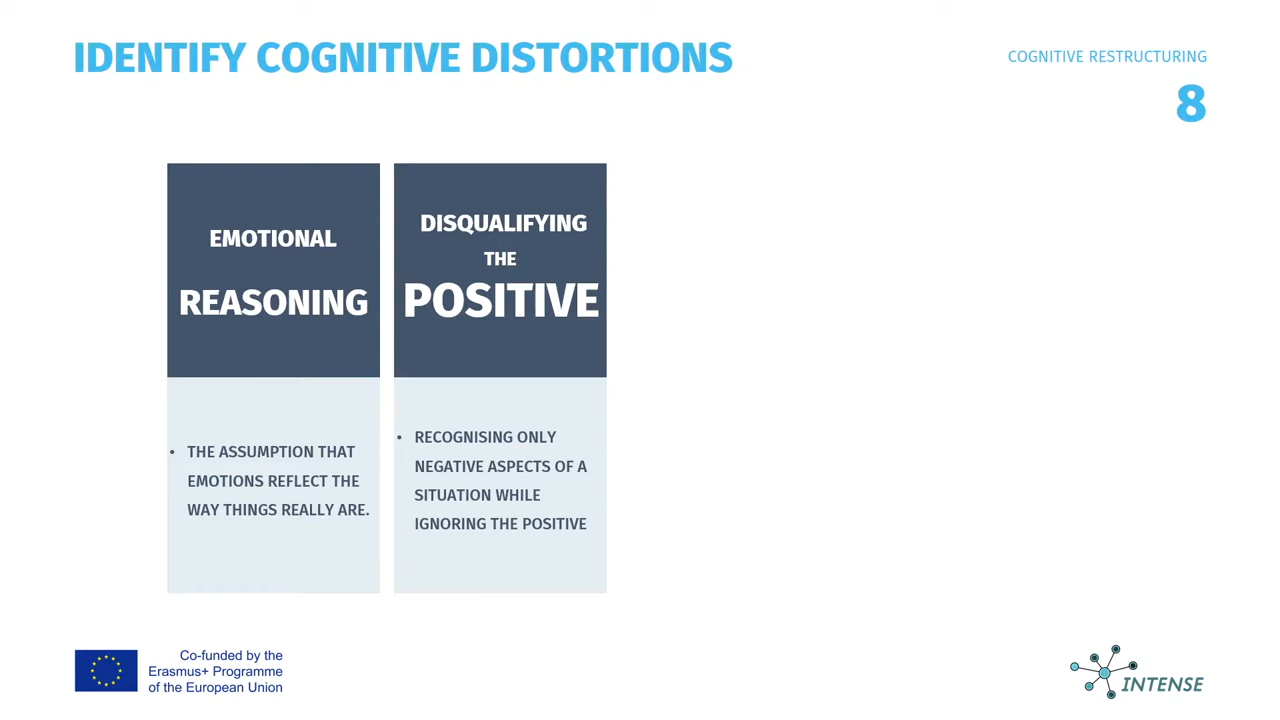 IDENTIFY COGNITIVE DISTORTIONS
COGNITIVE RESTRUCTURING
8
EMOTIONAL
REASONING
• THE ASSUMPTION THAT
EMOTIONS REFLECT THE
WAY THINGS REALLY ARE.
DISQUALIFYING
THE
POSITIVE
• RECOGNISING ONLY
NEGATIVE ASPECTS OF A
SITUATION WHILE
IGNORING THE POSITIVE
Co-funded by the
Erasmus+ Programme
of the European Union
INTENSE